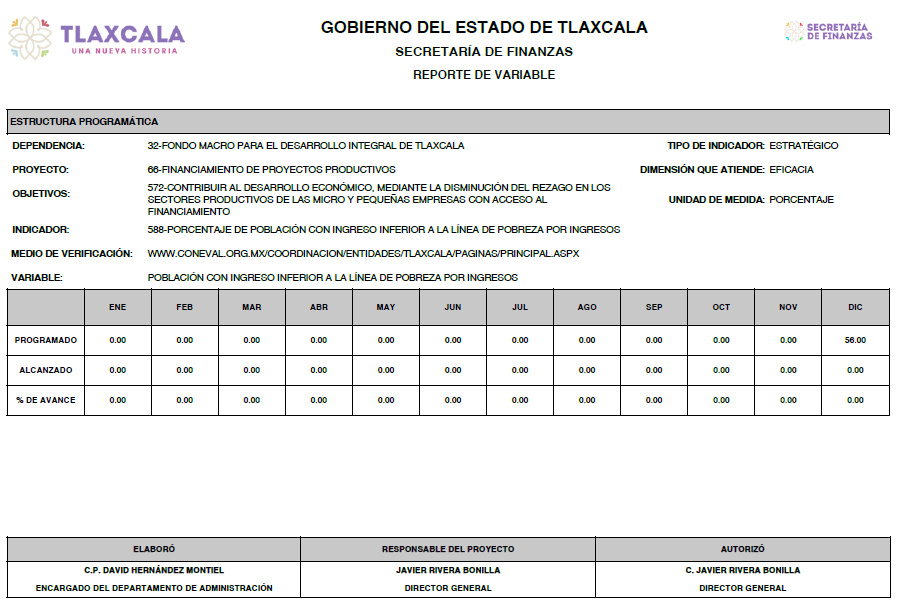 TLAXCALA
UNA NUEVA HISTORIA
GOBIERNO DEL ESTADO DE TLAXCALA
SECRETARÍA DE FINANZAS
REPORTE DE VARIABLE
SECRETARÍA
DE FINANZAS
ESTRUCTURA PROGRAMÁTICA
DEPENDENCIA: 32-FONDO MACRO PARA EL DESARROLLO INTEGRAL DE TLAXCALA TIPO DE INDICADOR: ESTRATÉGICO
PROYECTO: 66-FINANCIAMIENTO DE PROYECTOS PRODUCTIVOS DIMENSIÓN QUE ATIENDE: EFICACIA
OBJETIVOS: 572-CONTRIBUIR AL DESARROLLO ECONÓMICO, MEDIANTE LA DISMINUCIÓN DEL REZAGO EN LOS
SECTORES PRODUCTIVOS DE LAS MICRO Y PEQUEÑAS EMPRESAS CON ACCESO AL UNIDAD DE MEDIDA: PORCENTAJE
FINANCIAMIENTO
INDICADOR: 588-PORCENTAJE DE POBLACIÓN CON INGRESO INFERIOR A LA LÍNEA DE POBREZA POR INGRESOS
MEDIO DE VERIFICACIÓN: WWW.CONEVAL.ORG.MX/COORDINACION/ENTIDADES/TLAXCALA/PAGINAS/PRINCIPAL.ASPX
VARIABLE: POBLACIÓN CON INGRESO INFERIOR A LA LÍNEA DE POBREZA POR INGRESOS
ENE FEB MAR ABR MAY JUN JUL AGO SEP OCT NOV DIC
PROGRAMADO 0.00 0.00 0.00 0.00 0.00 0.00 0.00 0.00 0.00 0.00 0.00 56.00
ALCANZADO 0.00 0.00 0.00 0.00 0.00 0.00 0.00 0.00 0.00 0.00 0.00 0.00
% DE AVANCE 0.00 0.00 0.00 0.00 0.00 0.00 0.00 0.00 0.00 0.00 0.00 0.00
ELABORÓ RESPONSABLE DEL PROYECTO AUTORIZÓ
C.P. DAVID HERNÁNDEZ MONTIEL JAVIER RIVERA BONILLA C. JAVIER RIVERA BONILLA
ENCARGADO DEL DEPARTAMENTO DE ADMINISTRACIÓN DIRECTOR GENERAL DIRECTOR GENERAL